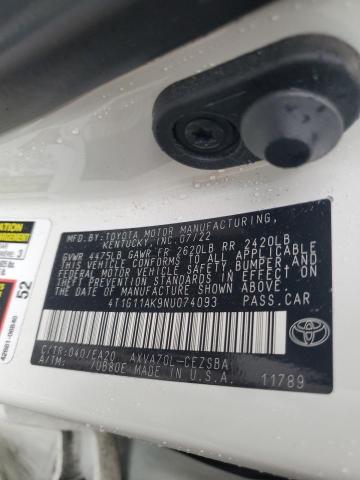 MFD.BY:TOYOTA MOTOR MANUFACTURING,
KENTUCKY, INC. 07/22
GVWR 4475LB GAWR FR 2620LB RR 2420LB
THIS VEHICLE CONFORMS TO ALL APPLICABLE
FEDERAL MOTOR VEHICLE SAFETY, BUMPER AND
THEFT PREVENTION STANDARDS IN EFFECT ON
THE DATE OF MANUFACTURE SHOWN ABOVE.
4T1G11AK9NU074093 PASS.CAR
C/TR:040/EA20 AXVA70L-CEZSBA
A/TM: 7UB80E MADE IN U.S.A. 11789
52